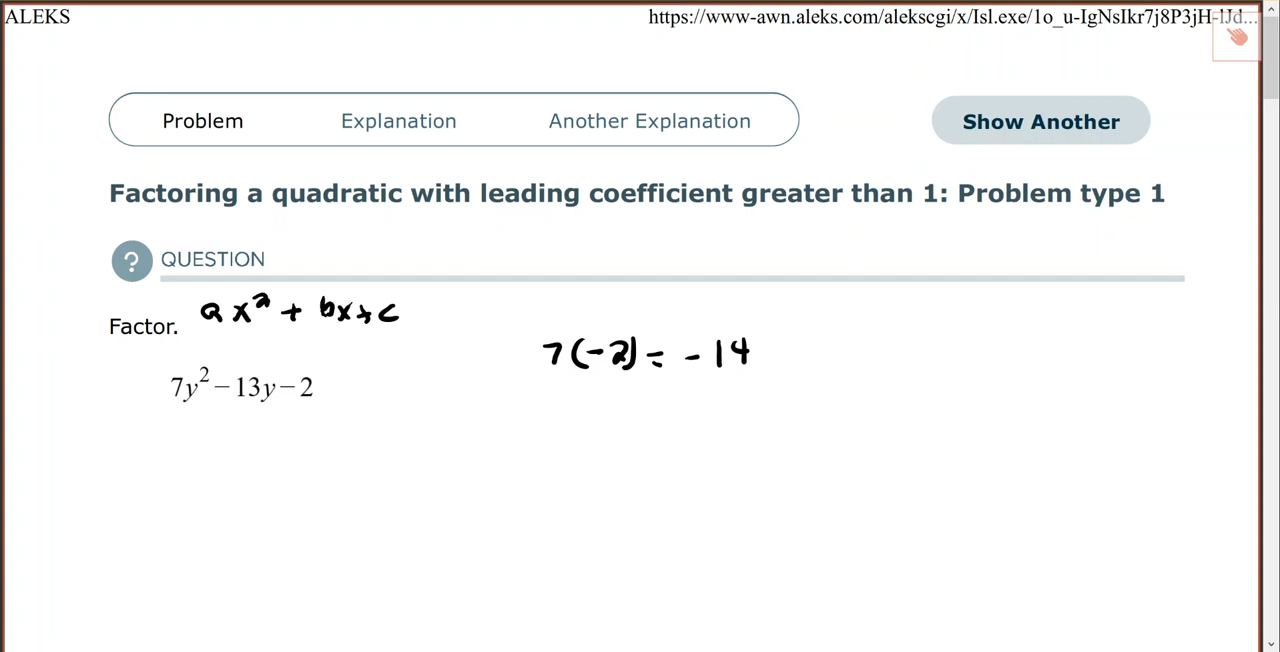 ALEKS
https://www-awn.aleks.com/alekscgi/x/Isl.exe/1o_u-IgNsIkr7j8P3jH-lJd...
Problem Explanation Another Explanation Show Another
Factoring a quadratic with leading coefficient greater than 1: Problem type 1
? QUESTION
ax² + bx + c
Factor.
7(-2) = -14
7y² − 13y − 2